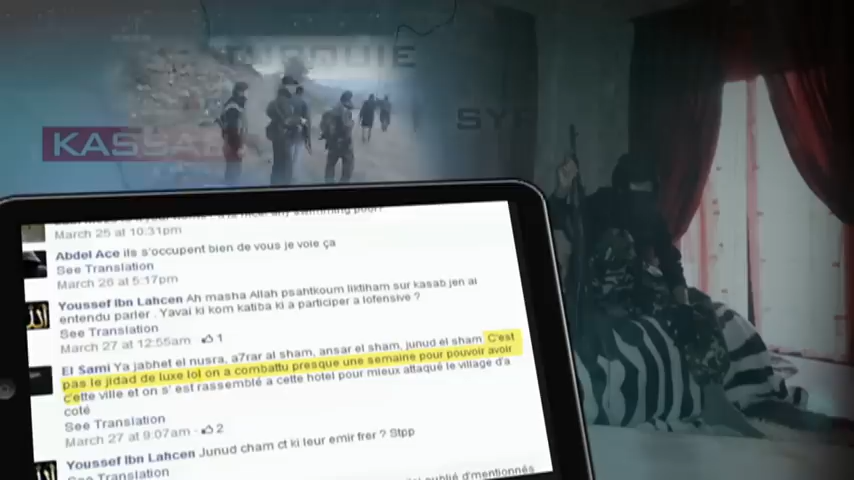 KASSAB
March 25 at 10:31pm
Abdel Ace ils s'occupent bien de vous je voie ça
See Translation
March 26 at 5:17pm
Youssef Ibn Lahcen Ah masha Allah psahtkoum liktiham sur kasab jen ai
entendu parler . Yavai ki kom katiba ki a participer a lofensive ?
See Translation
March 27 at 12:55am 1
El Sami Ya jabhet el nusra, a7rar al sham, ansar el sham, junud el sham C'est
pas le jidad de luxe lol on a combattu presque une semaine pour pouvoir avoir
c'ette ville et on s' est rassemblé a cette hotel pour mieux attaqué le village d'a
coté
See Translation
March 27 at 9:07am · 2
Youssef Ibn Lahcen Junud cham ct ki leur emir frer ? Stpp
See Translation
oublié d'mentionnés